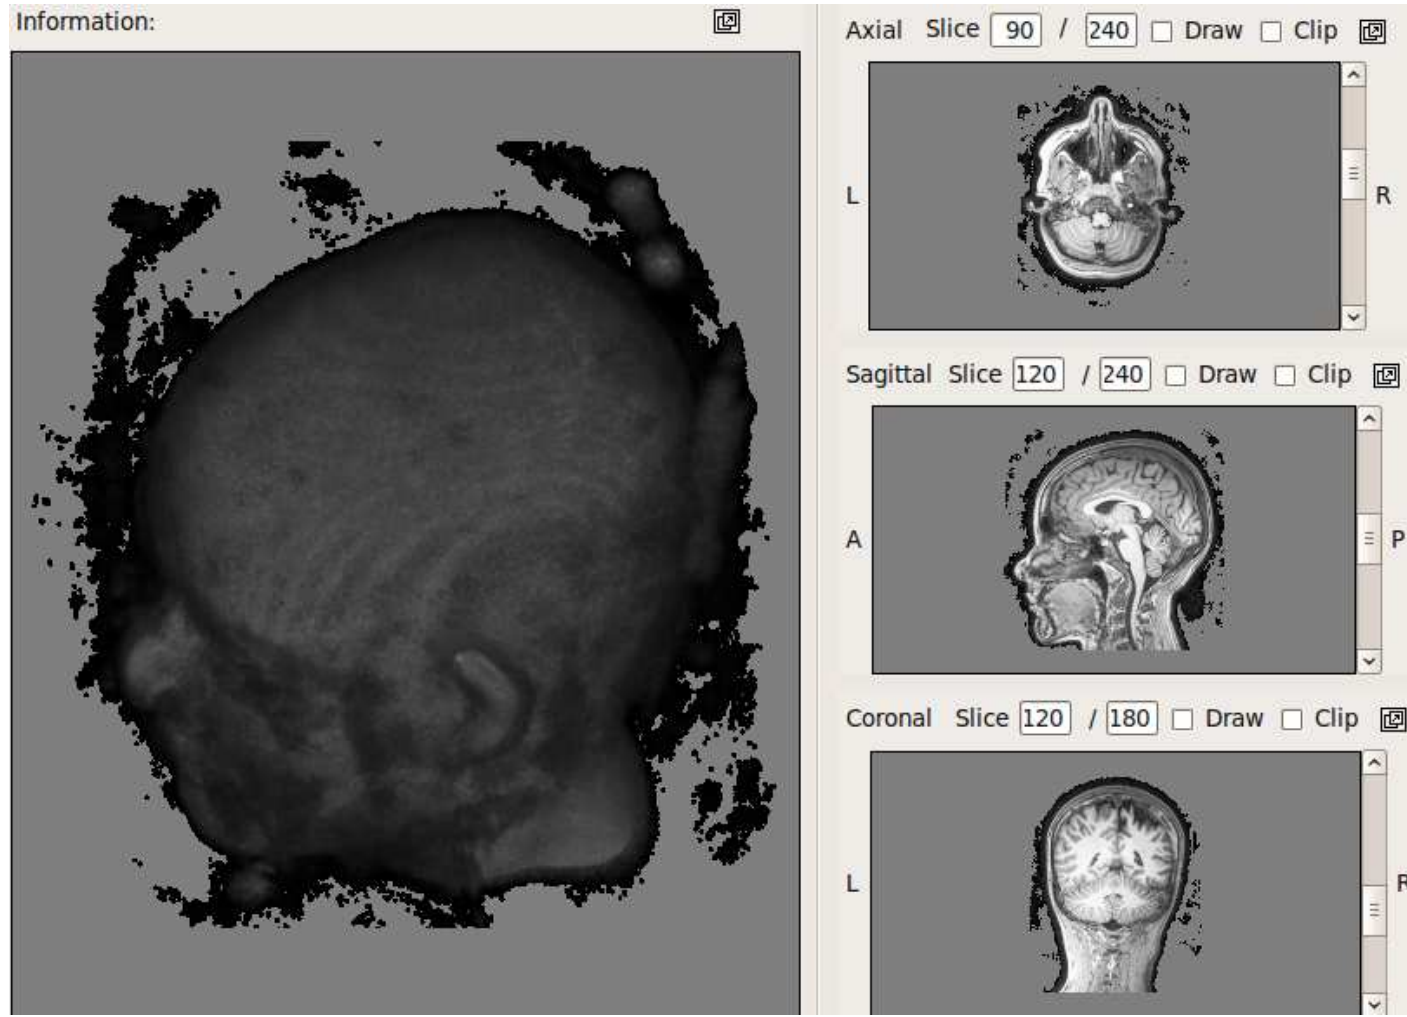 Information:
Axial Slice 90 / 240 Draw Clip
L R
Sagittal Slice 120 / 240 Draw Clip
A P
Coronal Slice 120 / 180 Draw Clip
L R